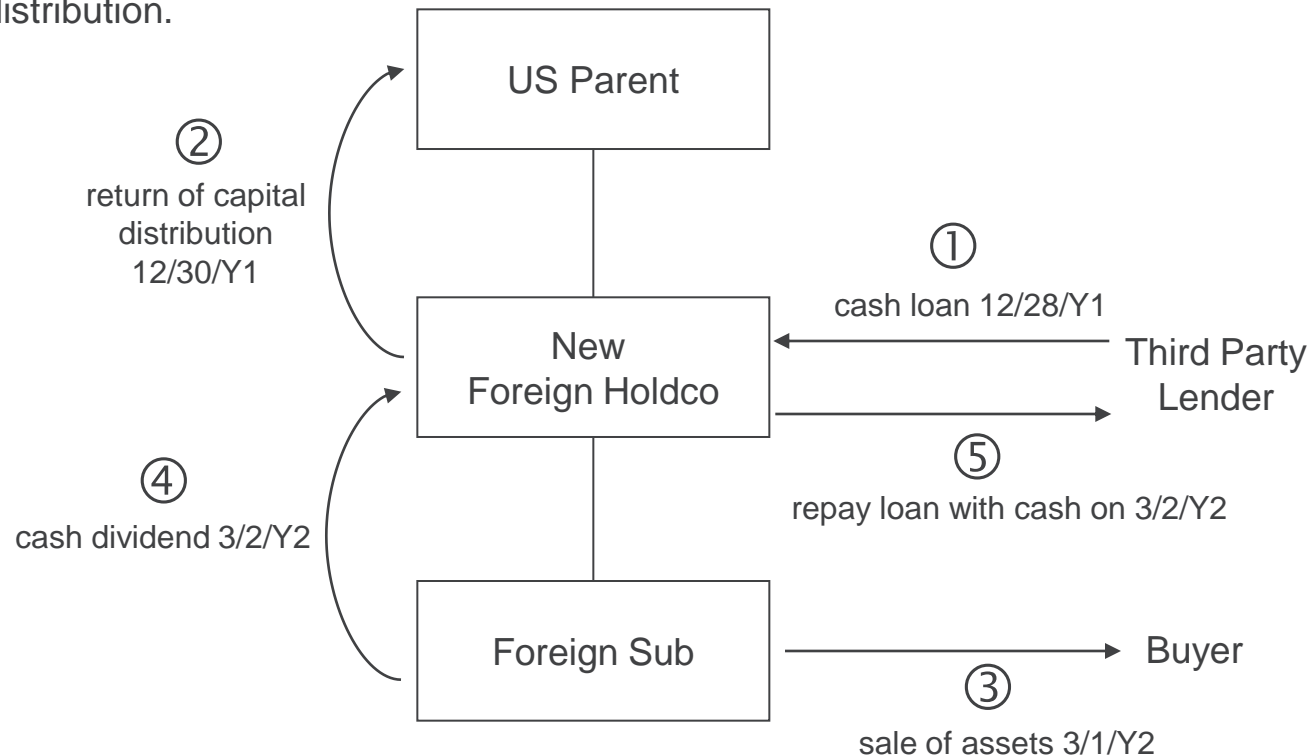 distribution.
US Parent
②
return of capital
distribution
12/30/Y1
①
cash loan 12/28/Y1
New
Foreign Holdco
Third Party
Lender
⑤
repay loan with cash on 3/2/Y2
④
cash dividend 3/2/Y2
Foreign Sub
Buyer
③
sale of assets 3/1/Y2